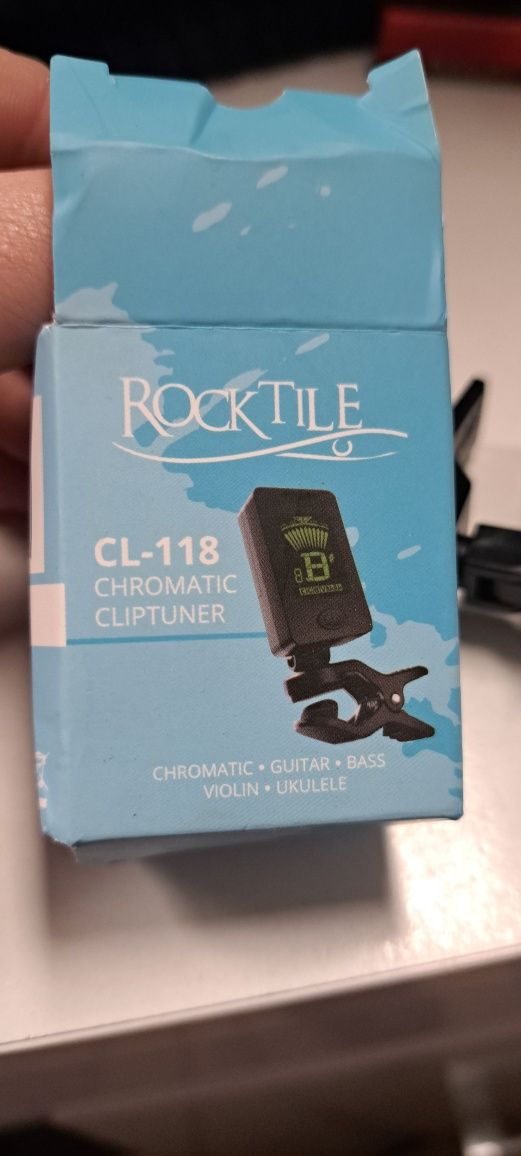 ROCKTILE
CL-118
CHROMATIC
CLIPTUNER
CHROMATIC • GUITAR • BASS
VIOLIN • UKULELE